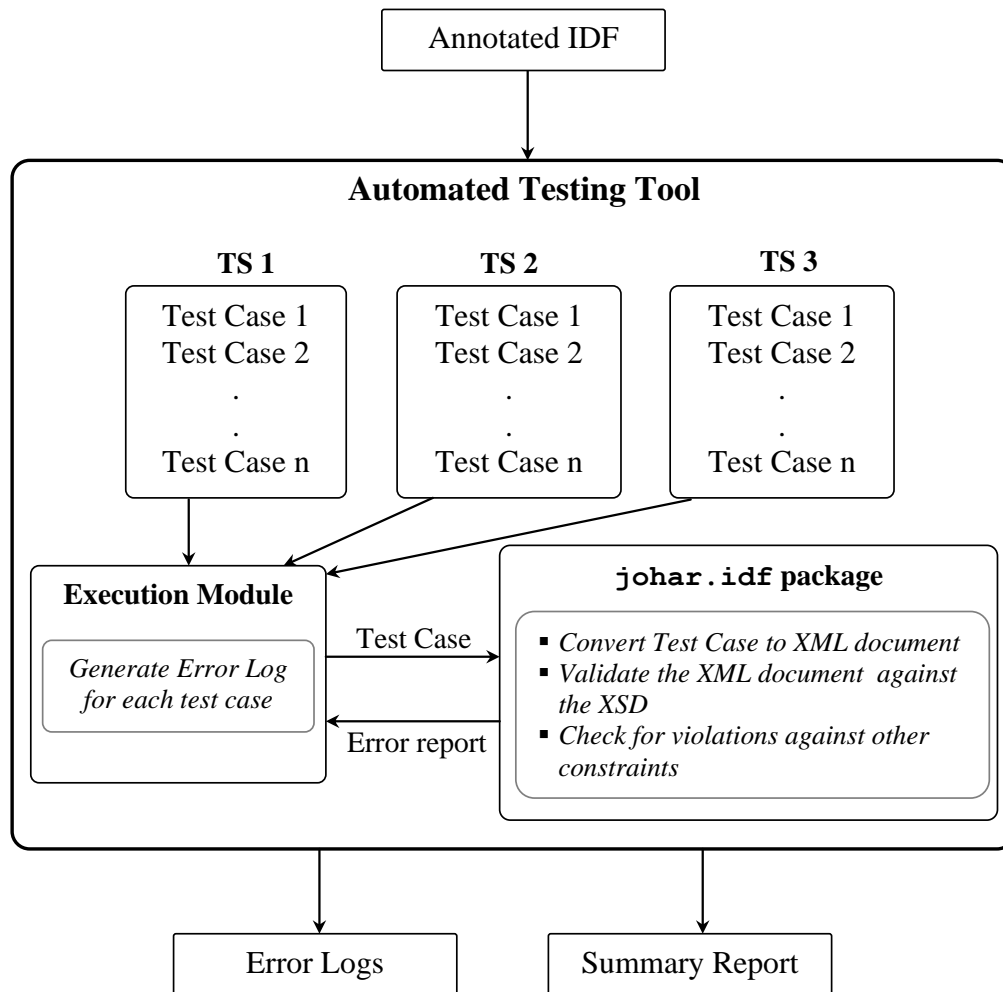 Annotated IDF
Automated Testing Tool
TS 1
TS 2
TS 3
Test Case 1
Test Case 2
.
.
Test Case n
Test Case 1
Test Case 2
.
.
Test Case n
Test Case 1
Test Case 2
.
.
Test Case n
Execution Module
Generate Error Log
for each test case
Test Case
Error report
johar.idf package
▪ Convert Test Case to XML document
▪ Validate the XML document against
the XSD
▪ Check for violations against other
constraints
Error Logs
Summary Report